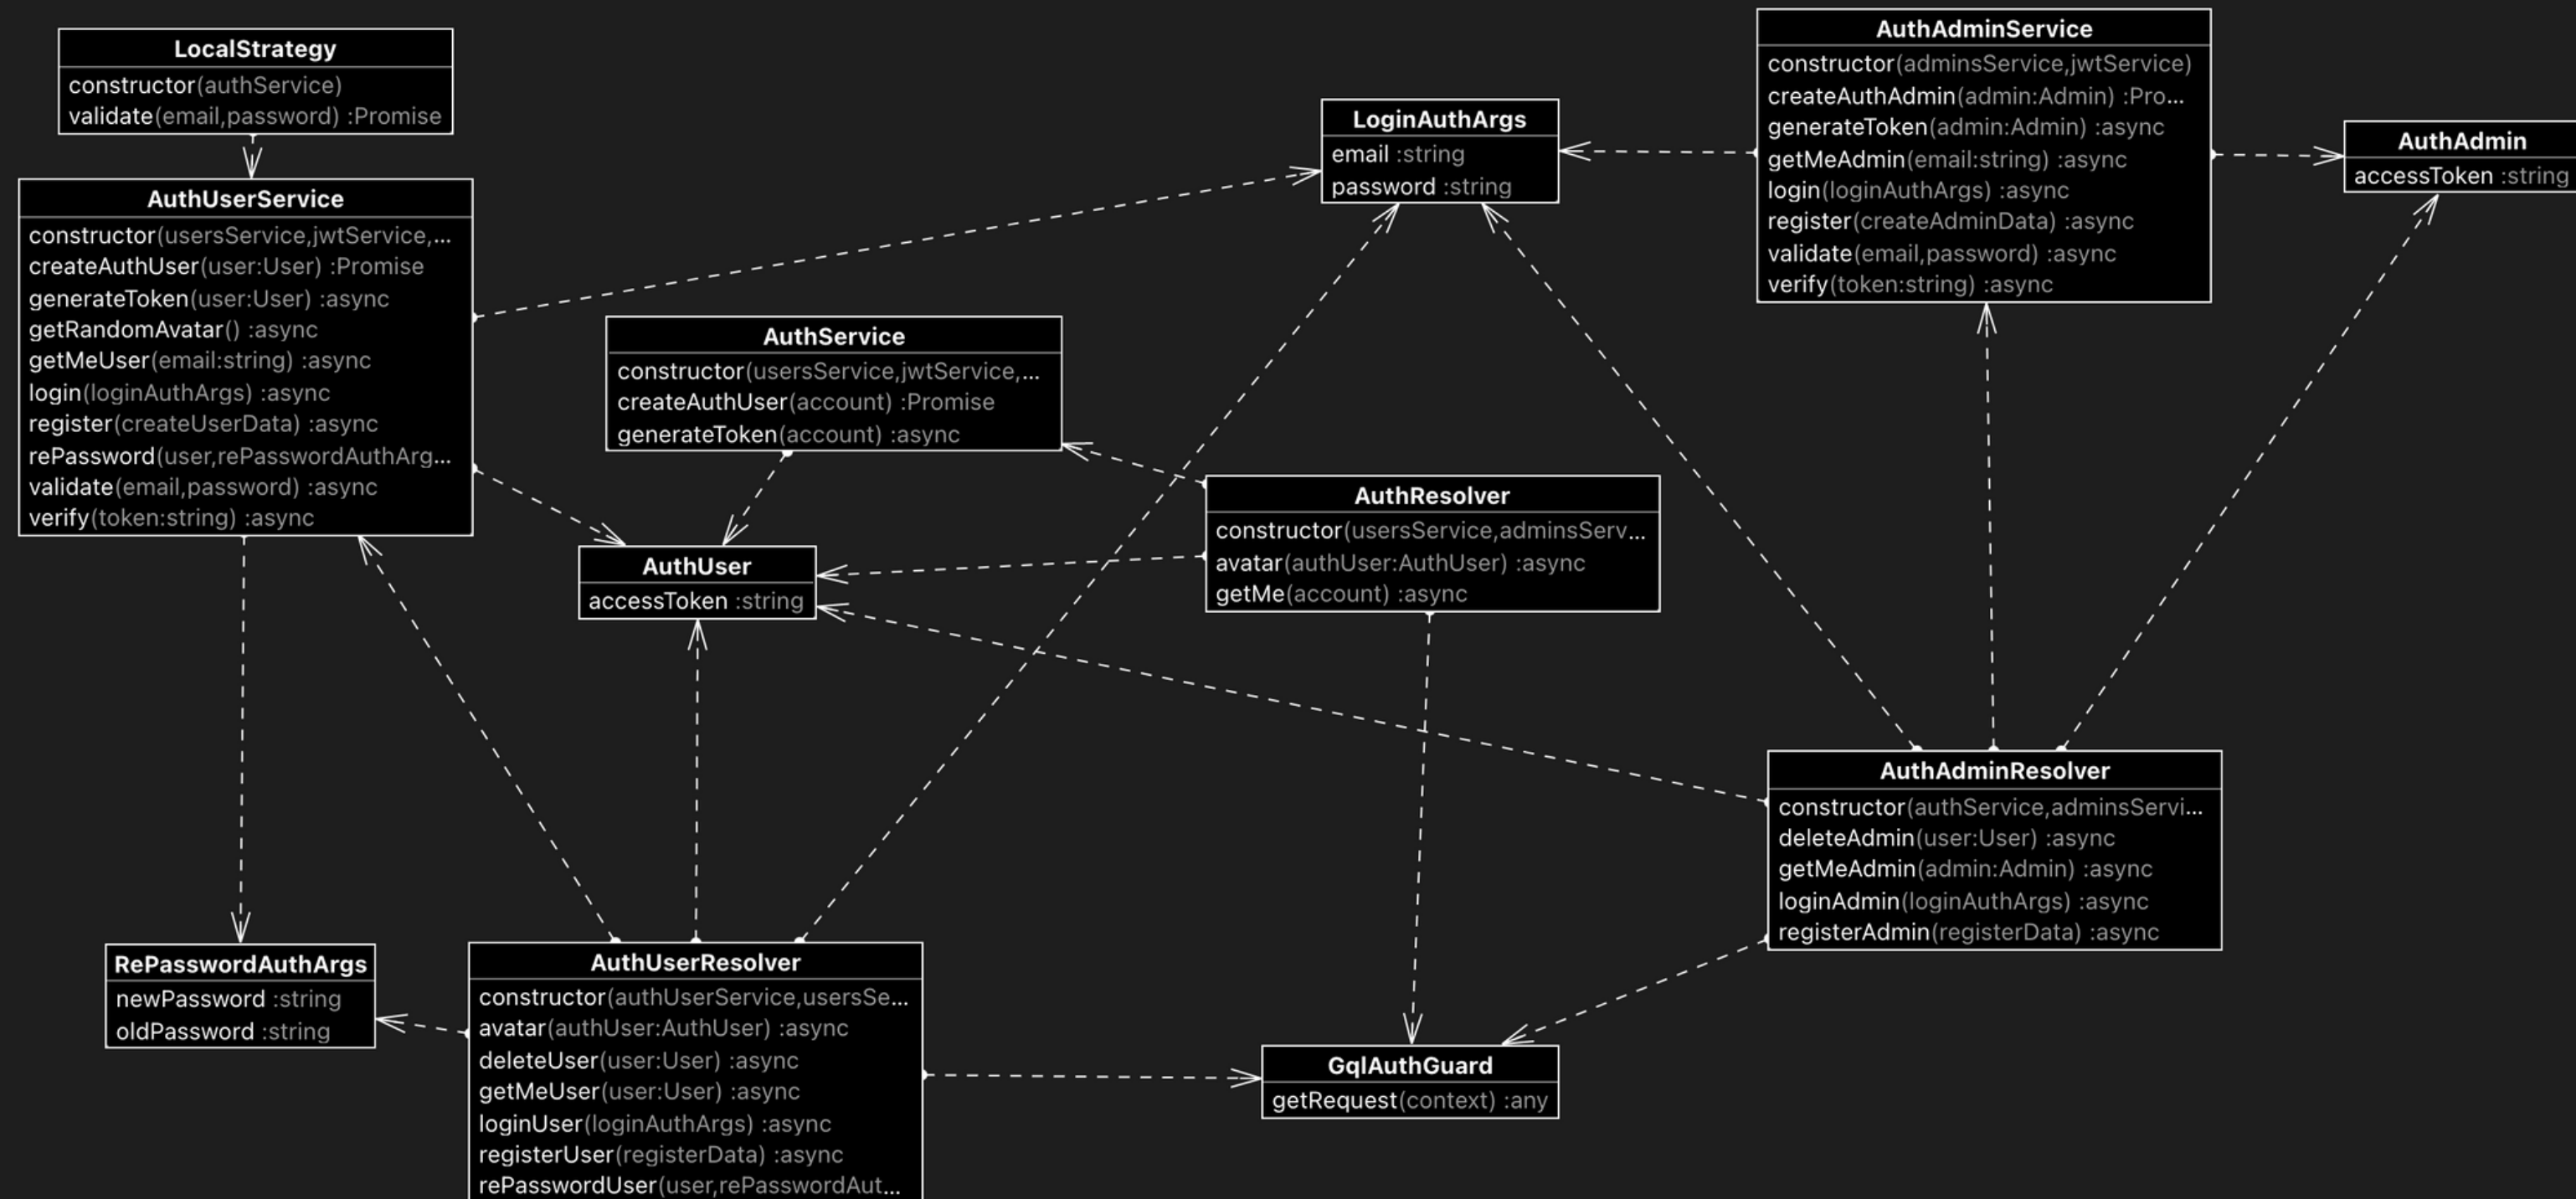 LocalStrategy
constructor(authService)
validate(email,password) :Promise
AuthUserService
constructor(usersService,jwtService,...
createAuthUser(user:User) :Promise
generateToken(user:User) :async
getRandomAvatar() :async
getMeUser(email:string) :async
login(loginAuthArgs) :async
register(createUserData) :async
rePassword(user,rePasswordAuthArg...
validate(email,password) :async
verify(token:string) :async
LoginAuthArgs
email :string
password :string
AuthAdminService
constructor(adminsService,jwtService)
createAuthAdmin(admin:Admin) :Pro...
generateToken(admin:Admin) :async
getMeAdmin(email:string) :async
login(loginAuthArgs) :async
register(createAdminData) :async
validate(email,password) :async
verify(token:string) :async
AuthAdmin
accessToken :string
AuthService
constructor(usersService,jwtService,...
createAuthUser(account) :Promise
generateToken(account) :async
AuthResolver
constructor(usersService,adminsServ...
avatar(authUser:AuthUser) :async
getMe(account) :async
AuthUser
accessToken :string
AuthAdminResolver
constructor(authService,adminsServi...
deleteAdmin(user:User) :async
getMeAdmin(admin:Admin) :async
loginAdmin(loginAuthArgs) :async
registerAdmin(registerData) :async
RePasswordAuthArgs
newPassword :string
oldPassword :string
AuthUserResolver
constructor(authUserService,usersSe...
avatar(authUser:AuthUser) :async
deleteUser(user:User) :async
getMeUser(user:User) :async
loginUser(loginAuthArgs) :async
registerUser(registerData) :async
rePasswordUser(user,rePasswordAut...
GqlAuthGuard
getRequest(context) :any